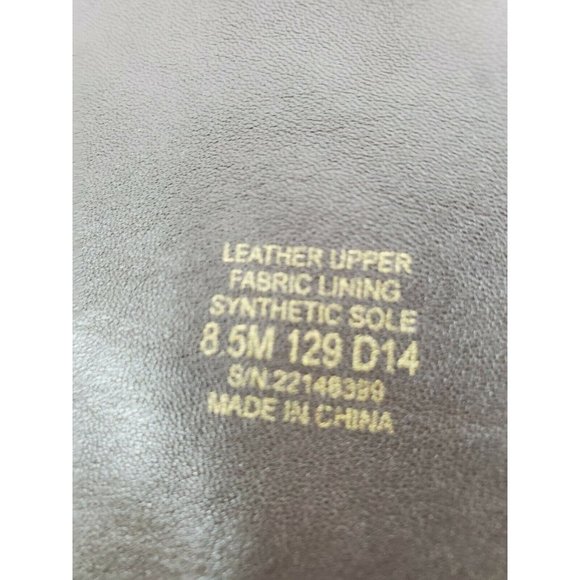 LEATHER UPPER
FABRIC LINING
SYNTHETIC SOLE
8.5M 129 D14
S/N.22148399
MADE IN CHINA